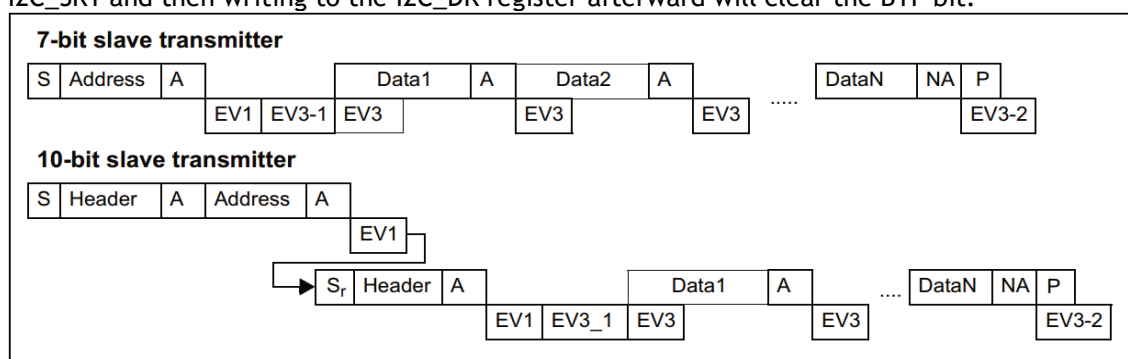 I2C_SR1 and then writing to the I2C_DR register afterward will clear the BTF bit.
7-bit slave transmitter
S Address A Data1 A Data2 A ..... DataN NA P
EV1 EV3-1 EV3 EV3 EV3 EV3-2
10-bit slave transmitter
S Header A Address A
EV1
Sr Header A Data1 A .... DataN NA P
EV1 EV3_1 EV3 EV3 EV3-2